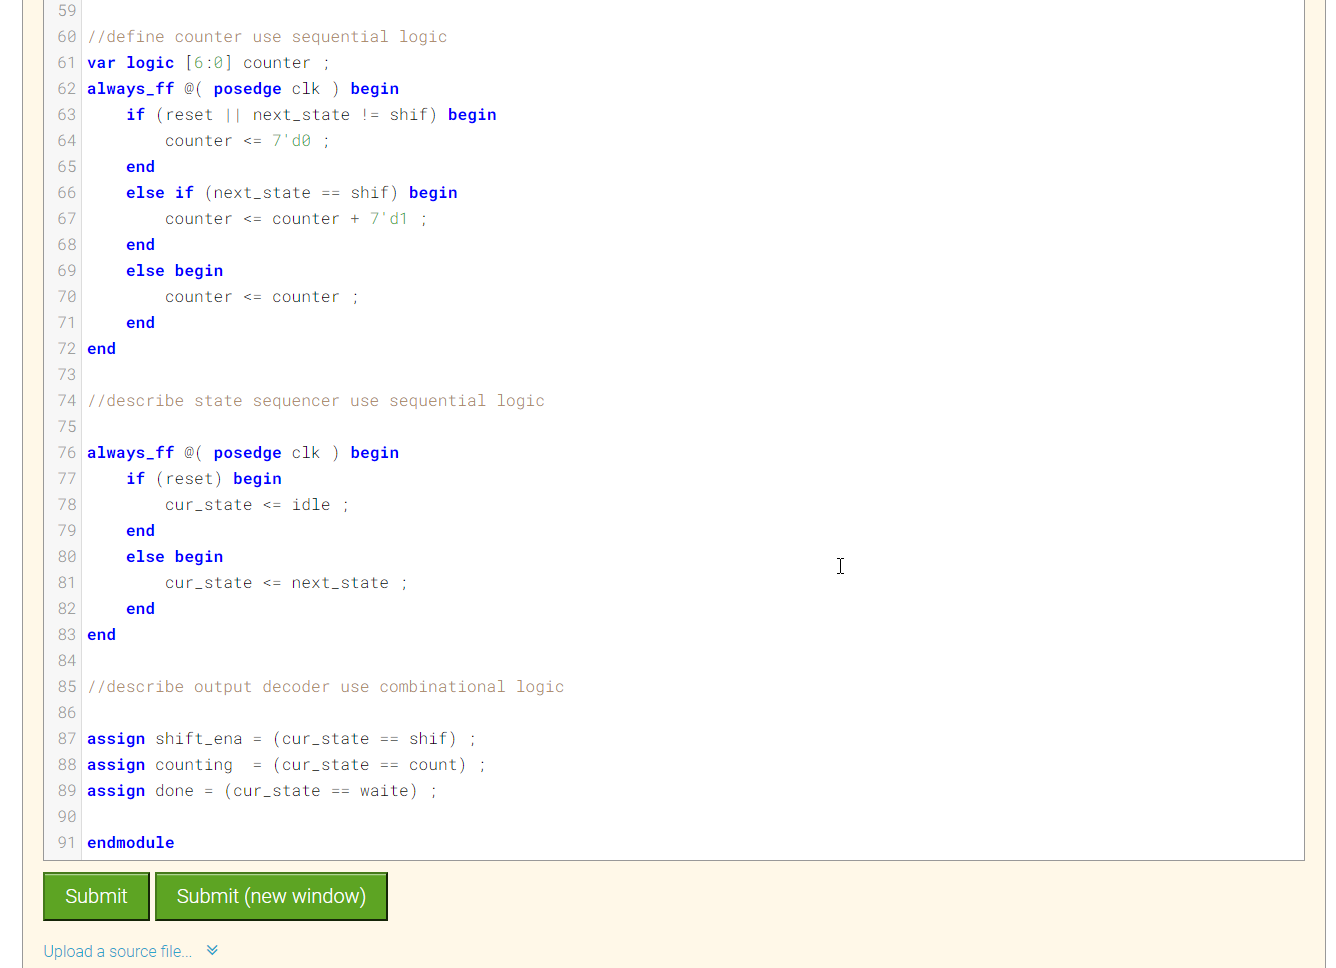 59
60 //define counter use sequential logic
61 var logic [6:0] counter ;
62 always_ff @( posedge clk ) begin
63     if (reset || next_state != shif) begin
64         counter <= 7'd0 ;
65     end
66     else if (next_state == shif) begin
67         counter <= counter + 7'd1 ;
68     end
69     else begin
70         counter <= counter ;
71     end
72 end
73
74 //describe state sequencer use sequential logic
75
76 always_ff @( posedge clk ) begin
77     if (reset) begin
78         cur_state <= idle ;
79     end
80     else begin
81         cur_state <= next_state ;
82     end
83 end
84
85 //describe output decoder use combinational logic
86
87 assign shift_ena = (cur_state == shif) ;
88 assign counting  = (cur_state == count) ;
89 assign done = (cur_state == waite) ;
90
91 endmodule
Submit Submit (new window)
Upload a source file...